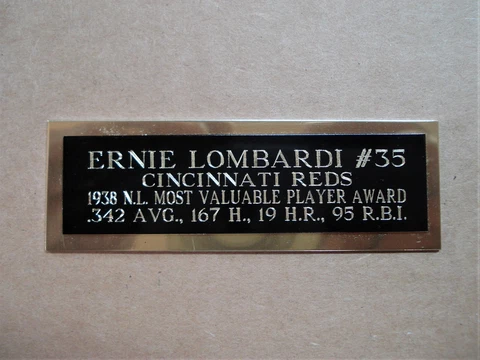 ERNIE LOMBARDI #35
CINCINNATI REDS
1938 N.L. MOST VALUABLE PLAYER AWARD
.342 AVG., 167 H., 19 H.R., 95 R.B.I.